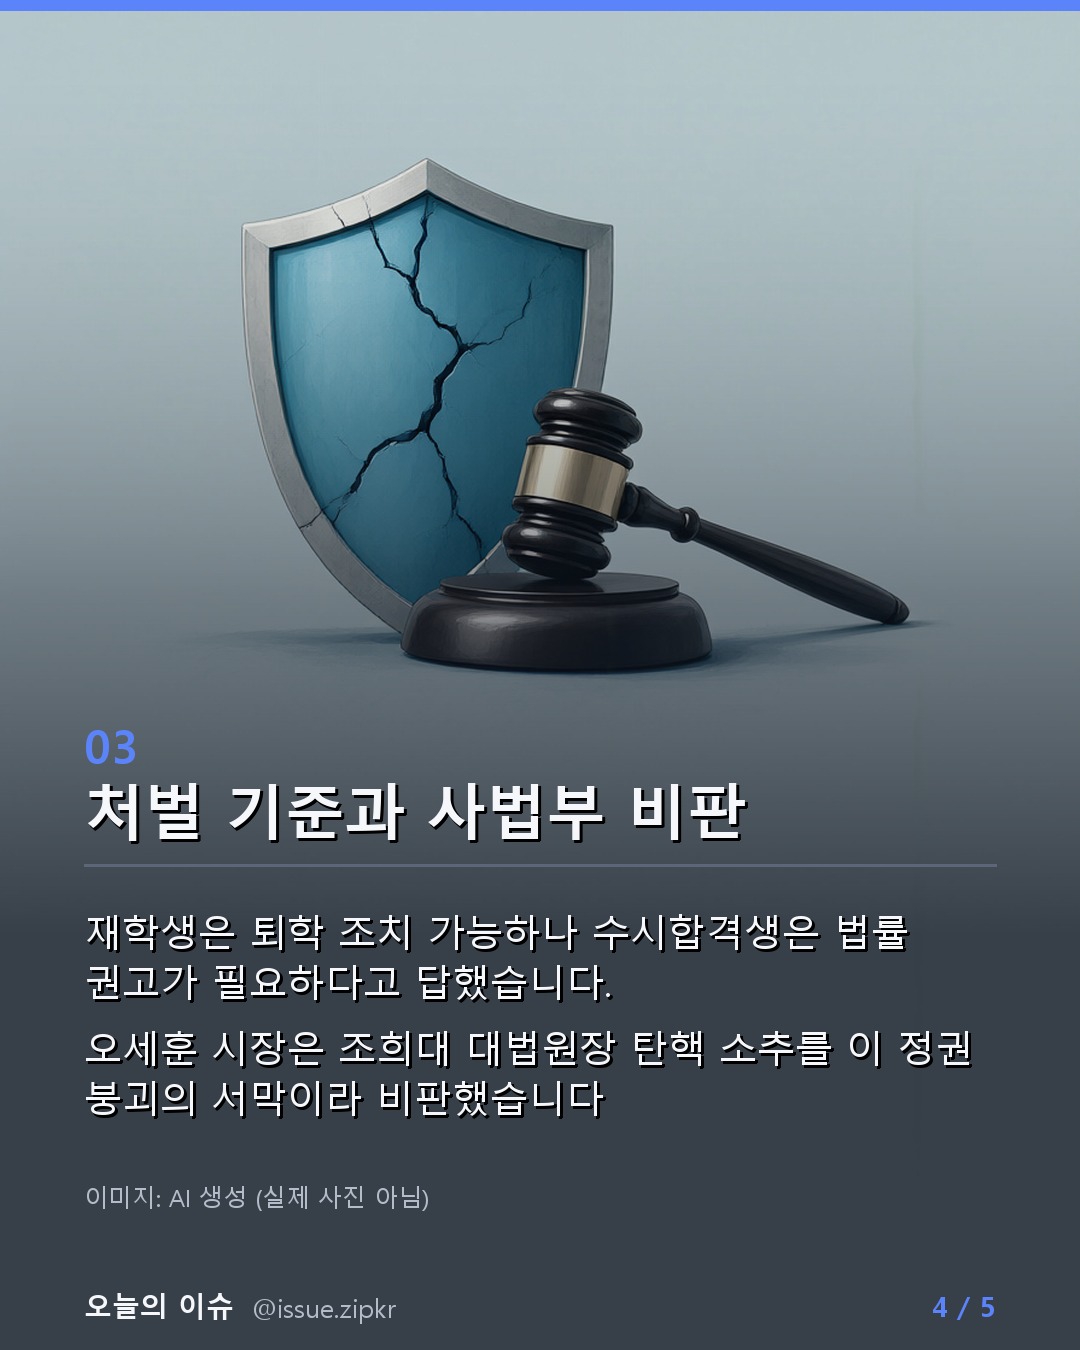 03
처벌 기준과 사법부 비판
재학생은 퇴학 조치 가능하나 수시합격생은 법률
권고가 필요하다고 답했습니다.
오세훈 시장은 조희대 대법원장 탄핵 소추를 이 정권
붕괴의 서막이라 비판했습니다
이미지: AI 생성 (실제 사진 아님)
오늘의 이슈 @issue.zipkr
4 / 5